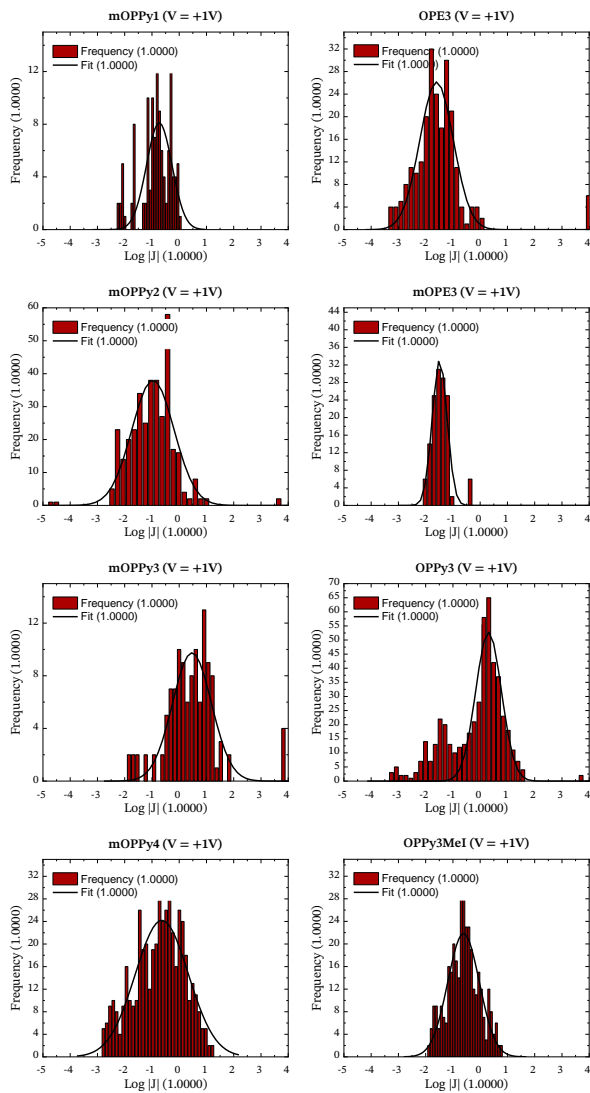 mOPPy1 (V = +1V)
Frequency (1.0000)
Fit (1.0000)
Frequency (1.0000)
12
8
4
0
-5 -4 -3 -2 -1 0 1 2 3 4
Log |J| (1.0000)
OPE3 (V = +1V)
Frequency (1.0000)
Fit (1.0000)
Frequency (1.0000)
32
28
24
20
16
12
8
4
0
-5 -4 -3 -2 -1 0 1 2 3 4
Log |J| (1.0000)
mOPPy2 (V = +1V)
Frequency (1.0000)
Fit (1.0000)
Frequency (1.0000)
60
50
40
30
20
10
0
-5 -4 -3 -2 -1 0 1 2 3 4
Log |J| (1.0000)
mOPE3 (V = +1V)
Frequency (1.0000)
Fit (1.0000)
Frequency (1.0000)
44
40
36
32
28
24
20
16
12
8
4
0
-5 -4 -3 -2 -1 0 1 2 3 4
Log |J| (1.0000)
mOPPy3 (V = +1V)
Frequency (1.0000)
Fit (1.0000)
Frequency (1.0000)
12
8
4
0
-5 -4 -3 -2 -1 0 1 2 3 4
Log |J| (1.0000)
OPPy3 (V = +1V)
Frequency (1.0000)
Fit (1.0000)
Frequency (1.0000)
70
65
60
55
50
45
40
35
30
25
20
15
10
5
0
-5 -4 -3 -2 -1 0 1 2 3 4
Log |J| (1.0000)
mOPPy4 (V = +1V)
Frequency (1.0000)
Fit (1.0000)
Frequency (1.0000)
32
28
24
20
16
12
8
4
0
-5 -4 -3 -2 -1 0 1 2 3 4
Log |J| (1.0000)
OPPy3MeI (V = +1V)
Frequency (1.0000)
Fit (1.0000)
Frequency (1.0000)
32
28
24
20
16
12
8
4
0
-5 -4 -3 -2 -1 0 1 2 3 4
Log |J| (1.0000)